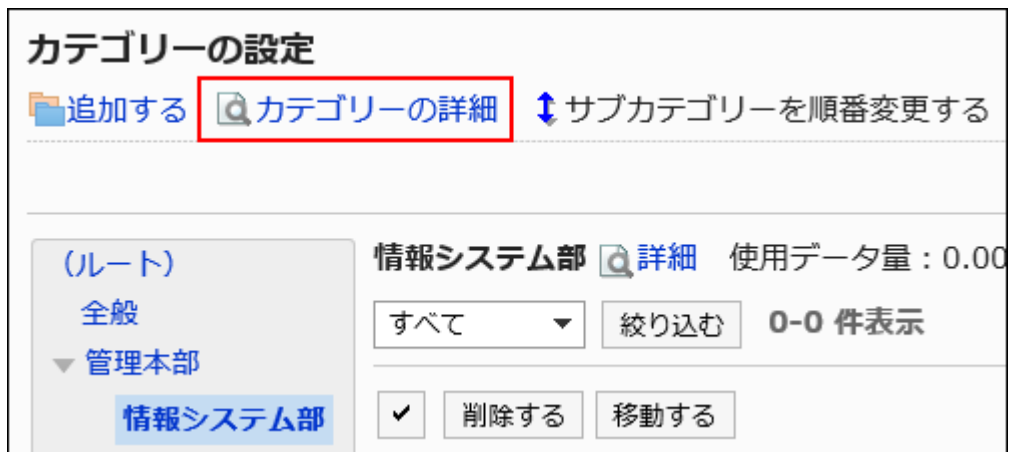 カテゴリーの設定
追加する カテゴリーの詳細 サブカテゴリーを順番変更する
(ルート)
全般
管理本部
情報システム部
情報システム部 詳細 使用データ量 : 0.00
すべて 絞り込む 0-0 件表示
削除する 移動する